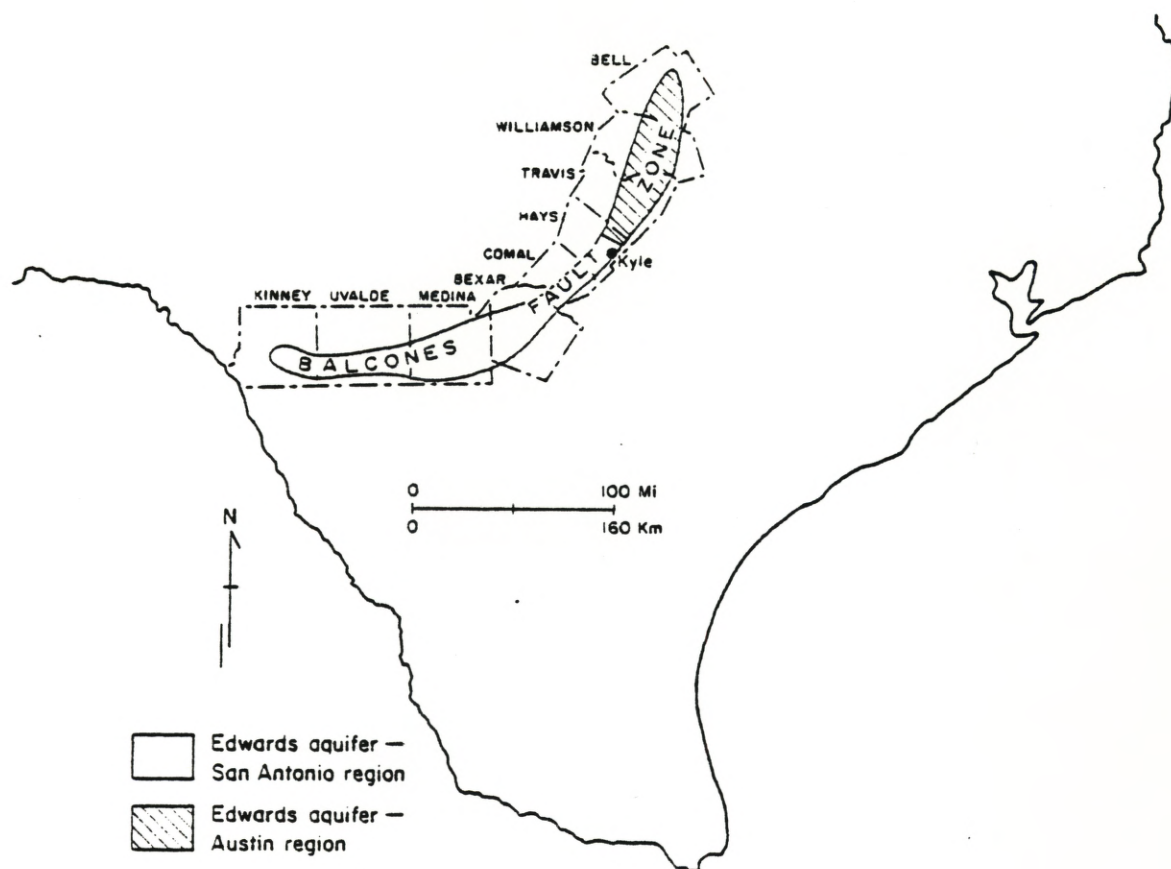 BELL
WILLIAMSON
TRAVIS
HAYS
COMAL
BEXAR
KINNEY
UVALDE
MEDINA
BALCONES FAULT ZONE
Kyle
0 100 Mi
0 160 Km
N
Edwards aquifer —
San Antonio region
Edwards aquifer —
Austin region